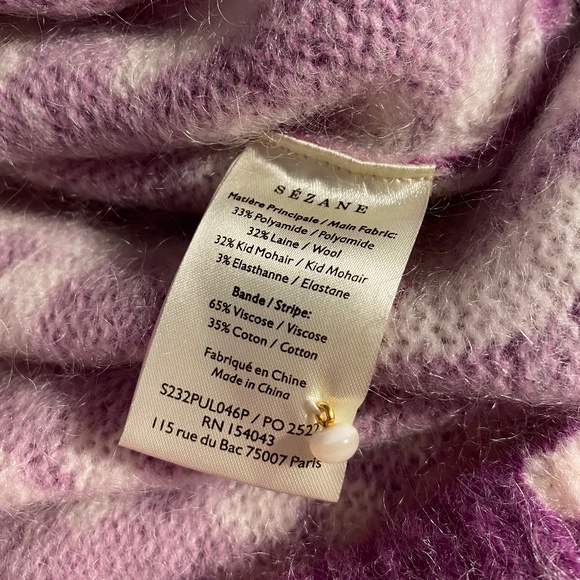 SÉZANE
Matière Principale / Main Fabric:
33% Polyamide / Polyamide
32% Laine / Wool
32% Kid Mohair / Kid Mohair
3% Elasthanne / Elastane
Bande / Stripe:
65% Viscose / Viscose
35% Coton / Cotton
Fabriqué en Chine
Made in China
S232PUL046P / PO
RN 154043
115 rue du Bac 75007 Paris